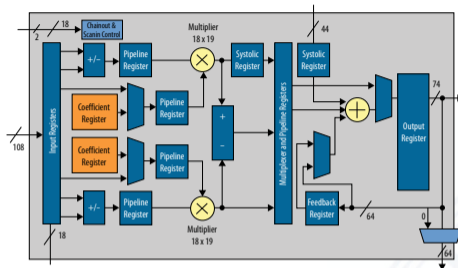 18
2
Chainout &
Scanin Control
Multiplier
18 x 19
44
+/−
Pipeline
Register
×
Systolic
Register
Systolic
Register
74
Coefficient
Register
Pipeline
Register
Input Registers
108
+
−
Multiplexer and Pipeline Registers
+
Output
Register
Coefficient
Register
Pipeline
Register
+/−
Pipeline
Register
×
Feedback
Register
64
0
Multiplier
18 x 19
18
64